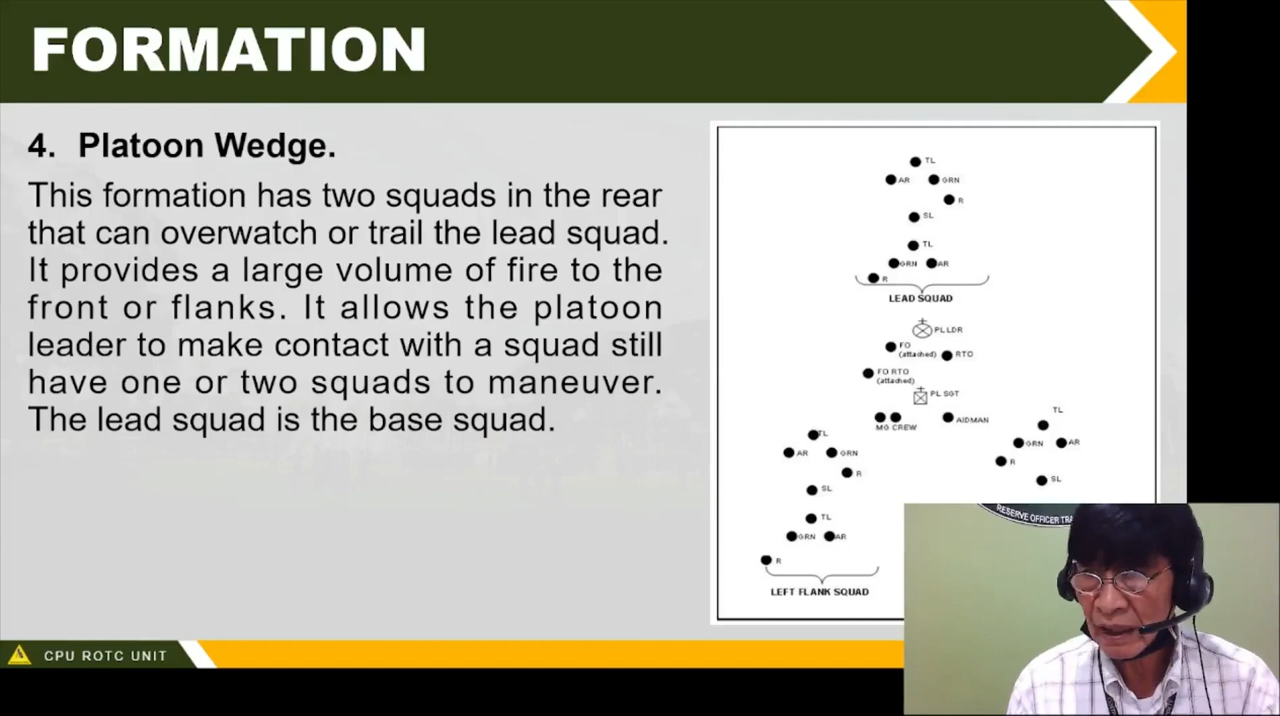 FORMATION
4. Platoon Wedge.
This formation has two squads in the rear
that can overwatch or trail the lead squad.
It provides a large volume of fire to the
front or flanks. It allows the platoon
leader to make contact with a squad still
have one or two squads to maneuver.
The lead squad is the base squad.
TL
AR
GRN
R
SL
TL
GRN
AR
R
LEAD SQUAD
PL LDR
FO
(attached)
RTO
FO RTO
(attached)
PL SGT
MG CREW
AIDMAN
TL
AR
GRN
R
SL
TL
GRN
AR
R
LEFT FLANK SQUAD
TL
GRN
AR
R
SL
RESERVE OFFICER TRA
CPU ROTC UNIT